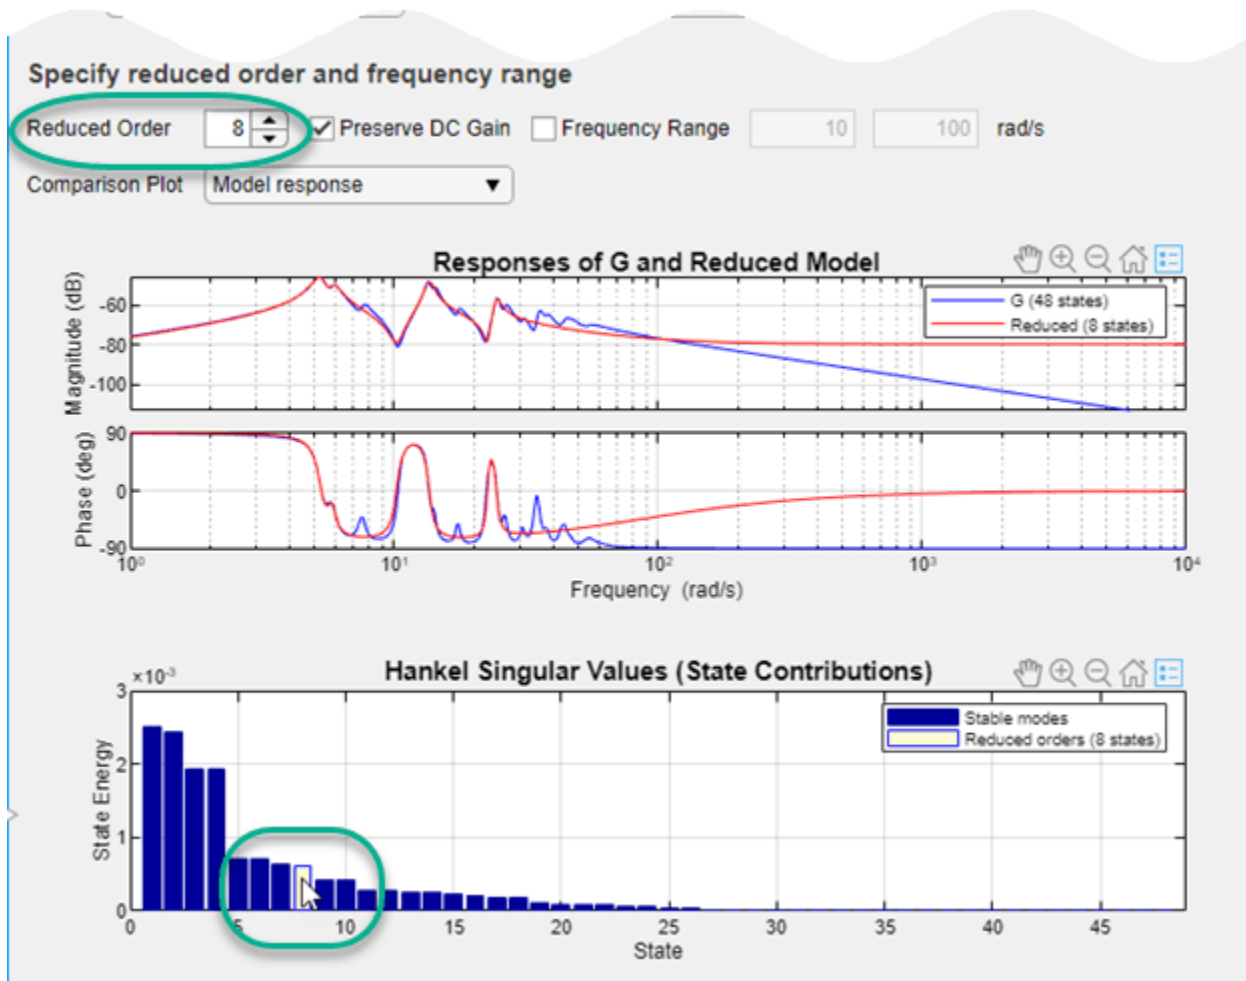 Specify reduced order and frequency range
Reduced Order 8 Preserve DC Gain Frequency Range 10 100 rad/s
Comparison Plot Model response
Responses of G and Reduced Model
Magnitude (dB)
-60
-80
-100
G (48 states)
Reduced (8 states)
Phase (deg)
90
0
-90
10⁰ 10¹ 10² 10³ 10⁴
Frequency (rad/s)
Hankel Singular Values (State Contributions)
×10⁻³
State Energy
3
2
1
0
Stable modes
Reduced orders (8 states)
0 5 10 15 20 25 30 35 40 45
State